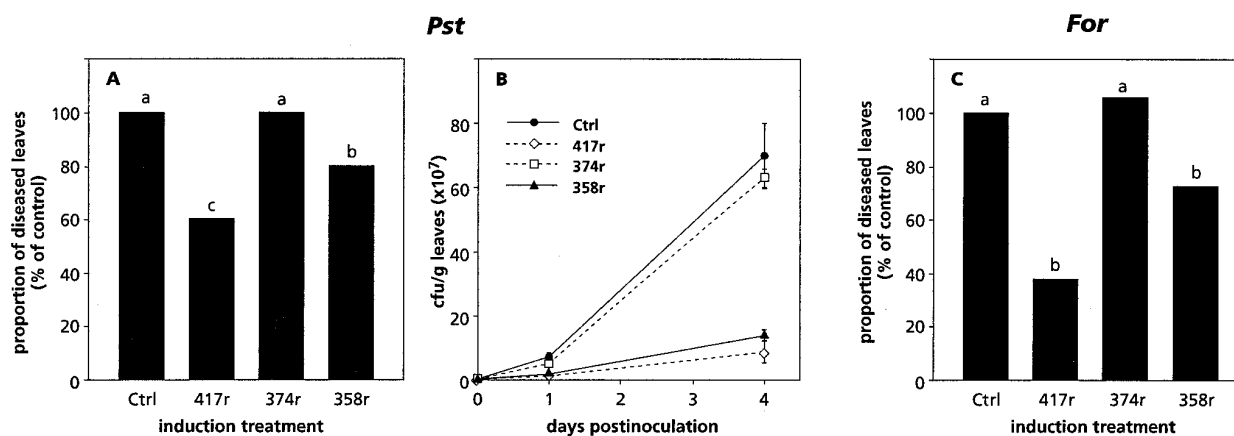 Pst
For
A
proportion of diseased leaves
(% of control)
100
80
60
40
20
0
a
c
a
b
Ctrl
417r
374r
358r
induction treatment
B
cfu/g leaves (x10⁷)
80
60
40
20
0
Ctrl
417r
374r
358r
0
1
2
3
4
days postinoculation
C
proportion of diseased leaves
(% of control)
100
80
60
40
20
0
a
b
a
b
Ctrl
417r
374r
358r
induction treatment